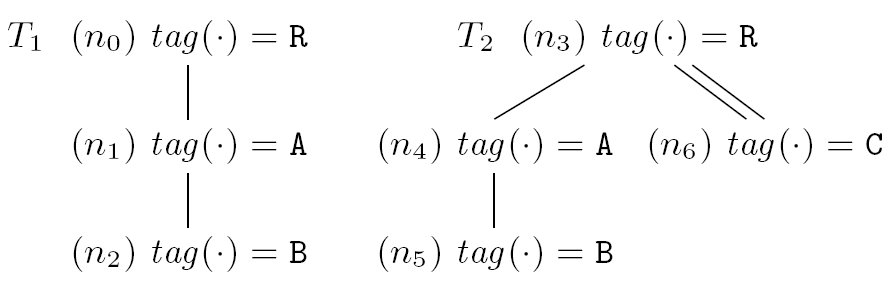 T₁ (n₀) tag(·) = R T₂ (n₃) tag(·) = R
(n₁) tag(·) = A (n₄) tag(·) = A (n₆) tag(·) = C
(n₂) tag(·) = B (n₅) tag(·) = B